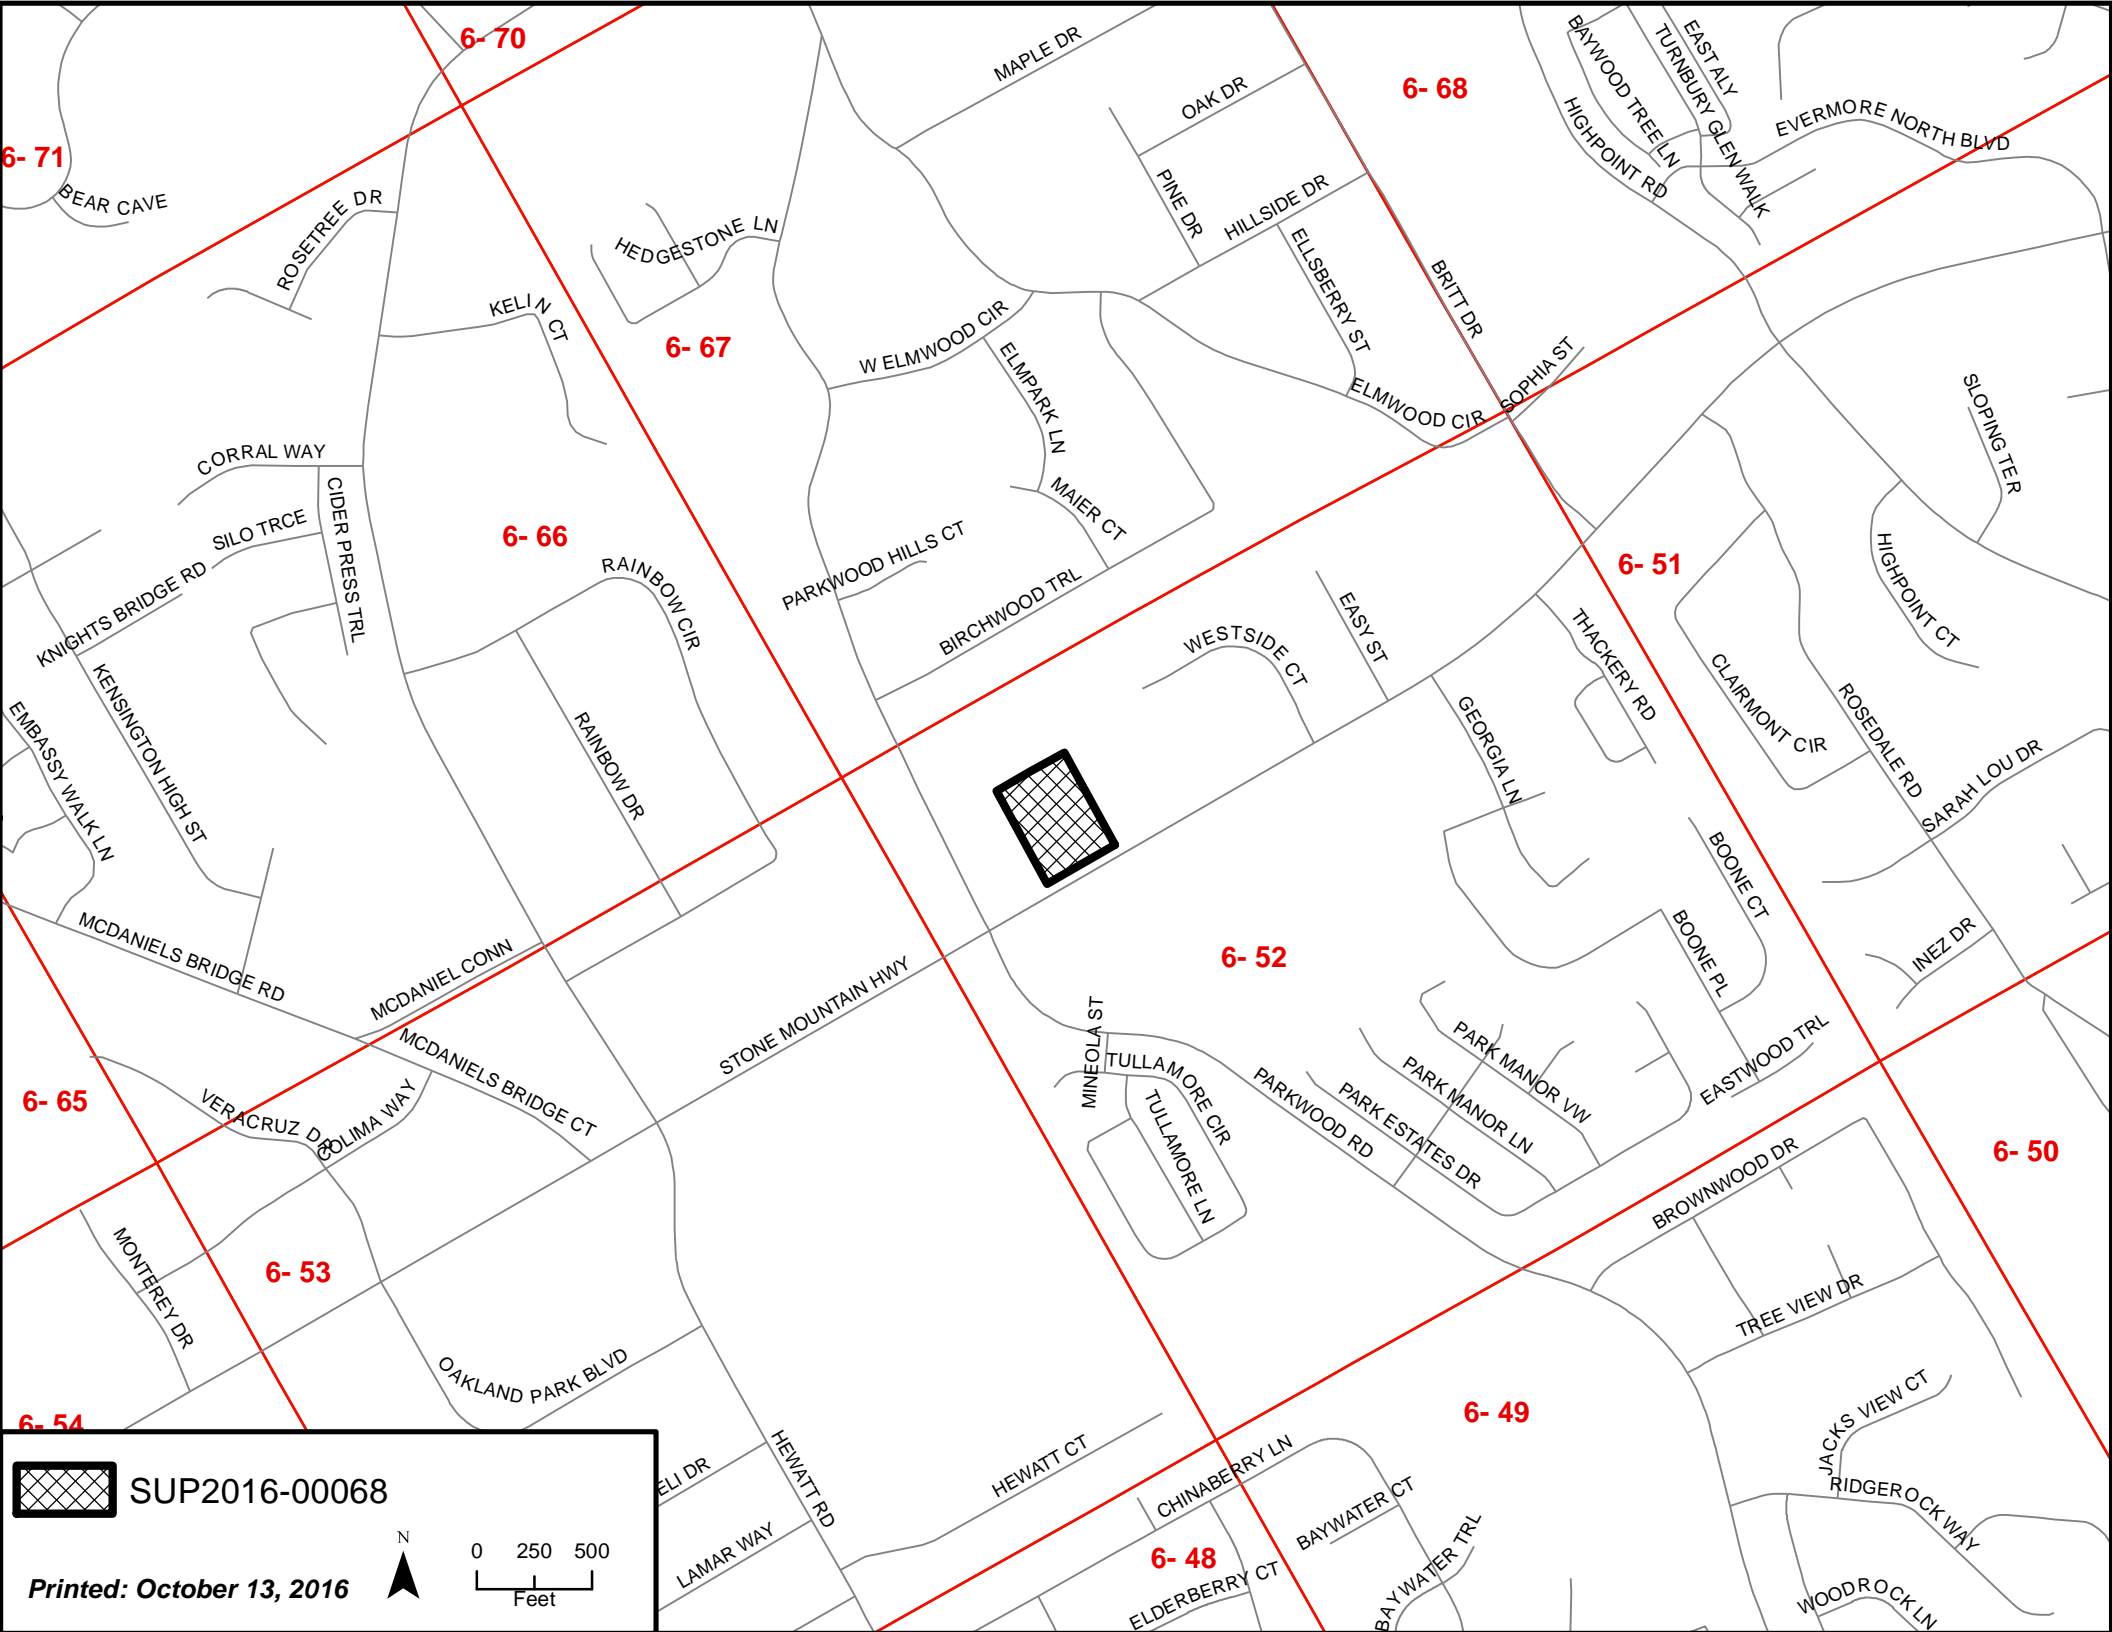 6- 70
MAPLE DR
6- 68
OAK DR
BAYWOOD TREE LN
TURNBURY GLEN WALK
EAST ALY
HIGHPOINT RD
EVERMORE NORTH BLVD
6- 71
BEAR CAVE
ROSETREE DR
HEDGESTONE LN
PINE DR
HILLSIDE DR
ELLSBERRY ST
BRITT DR
KELIN CT
6- 67
W ELMWOOD CIR
ELMPARK LN
ELMWOOD CIR
SOPHIA ST
SLOPING TER
CORRAL WAY
CIDER PRESS TRL
SILO TRCE
KNIGHTS BRIDGE RD
6- 66
RAINBOW CIR
PARKWOOD HILLS CT
MAIER CT
BIRCHWOOD TRL
6- 51
HIGHPOINT CT
EASY ST
WESTSIDE CT
THACKERY RD
CLAIRMONT CIR
ROSEDALE RD
SARAH LOU DR
KENSINGTON HIGH ST
EMBASSY WALK LN
RAINBOW DR
GEORGIA LN
BOONE CT
BOONE PL
INEZ DR
MCDANIELS BRIDGE RD
MCDANIEL CONN
STONE MOUNTAIN HWY
6- 52
MCDANIELS BRIDGE CT
MINEOLA ST
TULLAMORE CIR
TULLAMORE LN
PARKWOOD RD
PARK ESTATES DR
PARK MANOR LN
PARK MANOR VW
EASTWOOD TRL
6- 65
VERACRUZ DR
COLIMA WAY
6- 50
BROWNWOOD DR
MONTEREY DR
6- 53
TREE VIEW DR
OAKLAND PARK BLVD
6- 54
6- 49
JACKS VIEW CT
HEWATT RD
HEWATT CT
CHINABERRY LN
BAYWATER CT
BAY WATER TRL
RIDGEROCK WAY
WOODROCK LN
ELI DR
LAMAR WAY
6- 48
ELDERBERRY CT
SUP2016-00068
N
0 250 500
Feet
Printed: October 13, 2016